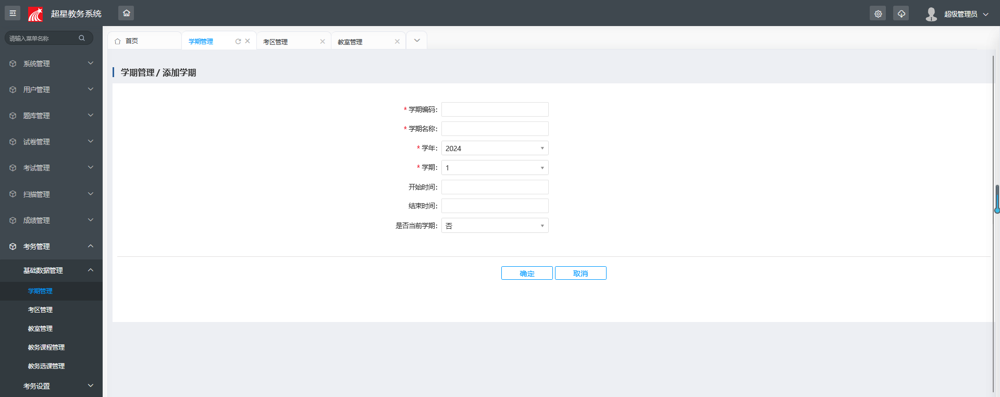 超星教务系统
超级管理员
请输入菜单名称
系统管理
用户管理
题库管理
试卷管理
考试管理
扫描管理
成绩管理
考务管理
基础数据管理
学期管理
考区管理
教室管理
教务课程管理
教务选课管理
考务设置
首页
学期管理
考区管理
教室管理
学期管理 / 添加学期
* 学期编码:
* 学期名称:
* 学年: 2024
* 学期: 1
开始时间:
结束时间:
是否当前学期: 否
确定 取消